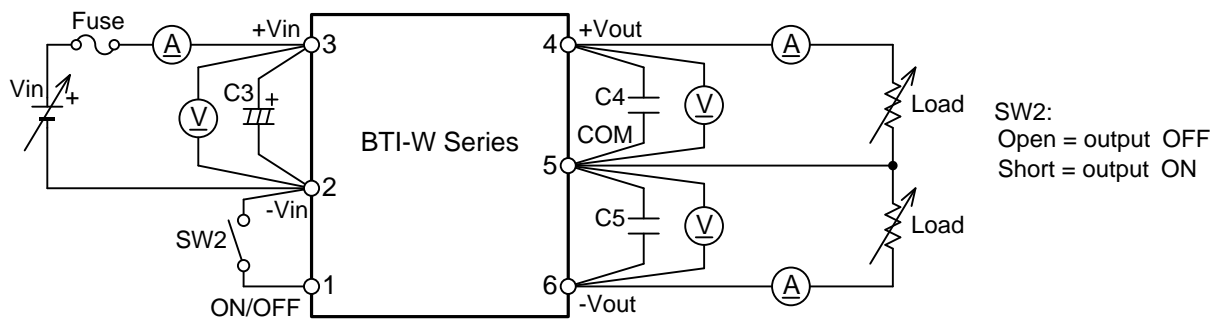 Fuse
A
+Vin
3
4
+Vout
A
Vin
+
V
C3
+
C4
V
Load
BTI-W Series
COM
5
2
-Vin
SW2
C5
V
Load
1
ON/OFF
6
-Vout
A
SW2:
Open = output OFF
Short = output ON